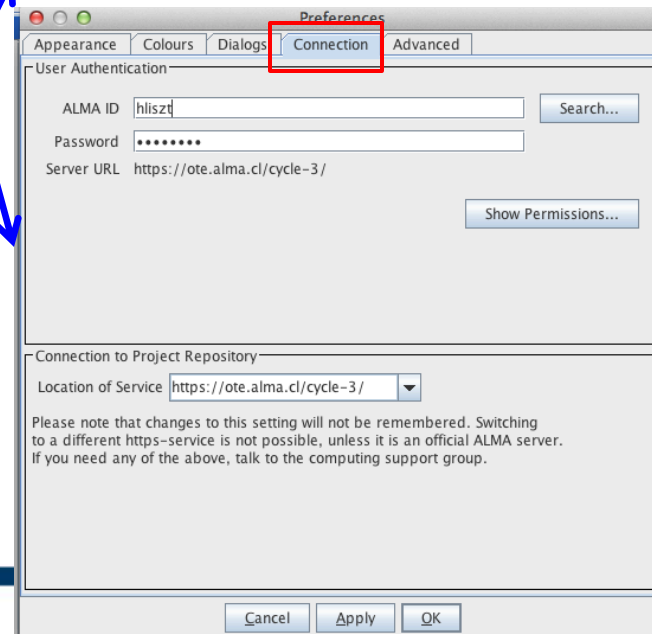 Preferences
Appearance Colours Dialogs Connection Advanced
User Authentication
ALMA ID hliszt Search...
Password ••••••••
Server URL https://ote.alma.cl/cycle-3/
Show Permissions...
Connection to Project Repository
Location of Service https://ote.alma.cl/cycle-3/
Please note that changes to this setting will not be remembered. Switching
to a different https-service is not possible, unless it is an official ALMA server.
If you need any of the above, talk to the computing support group.
Cancel Apply OK